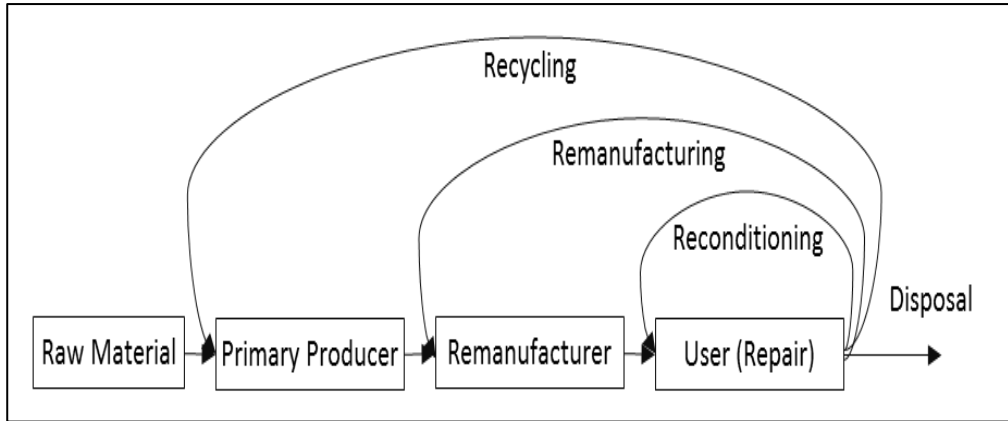 Recycling
Remanufacturing
Reconditioning
Disposal
Raw Material
Primary Producer
Remanufacturer
User (Repair)